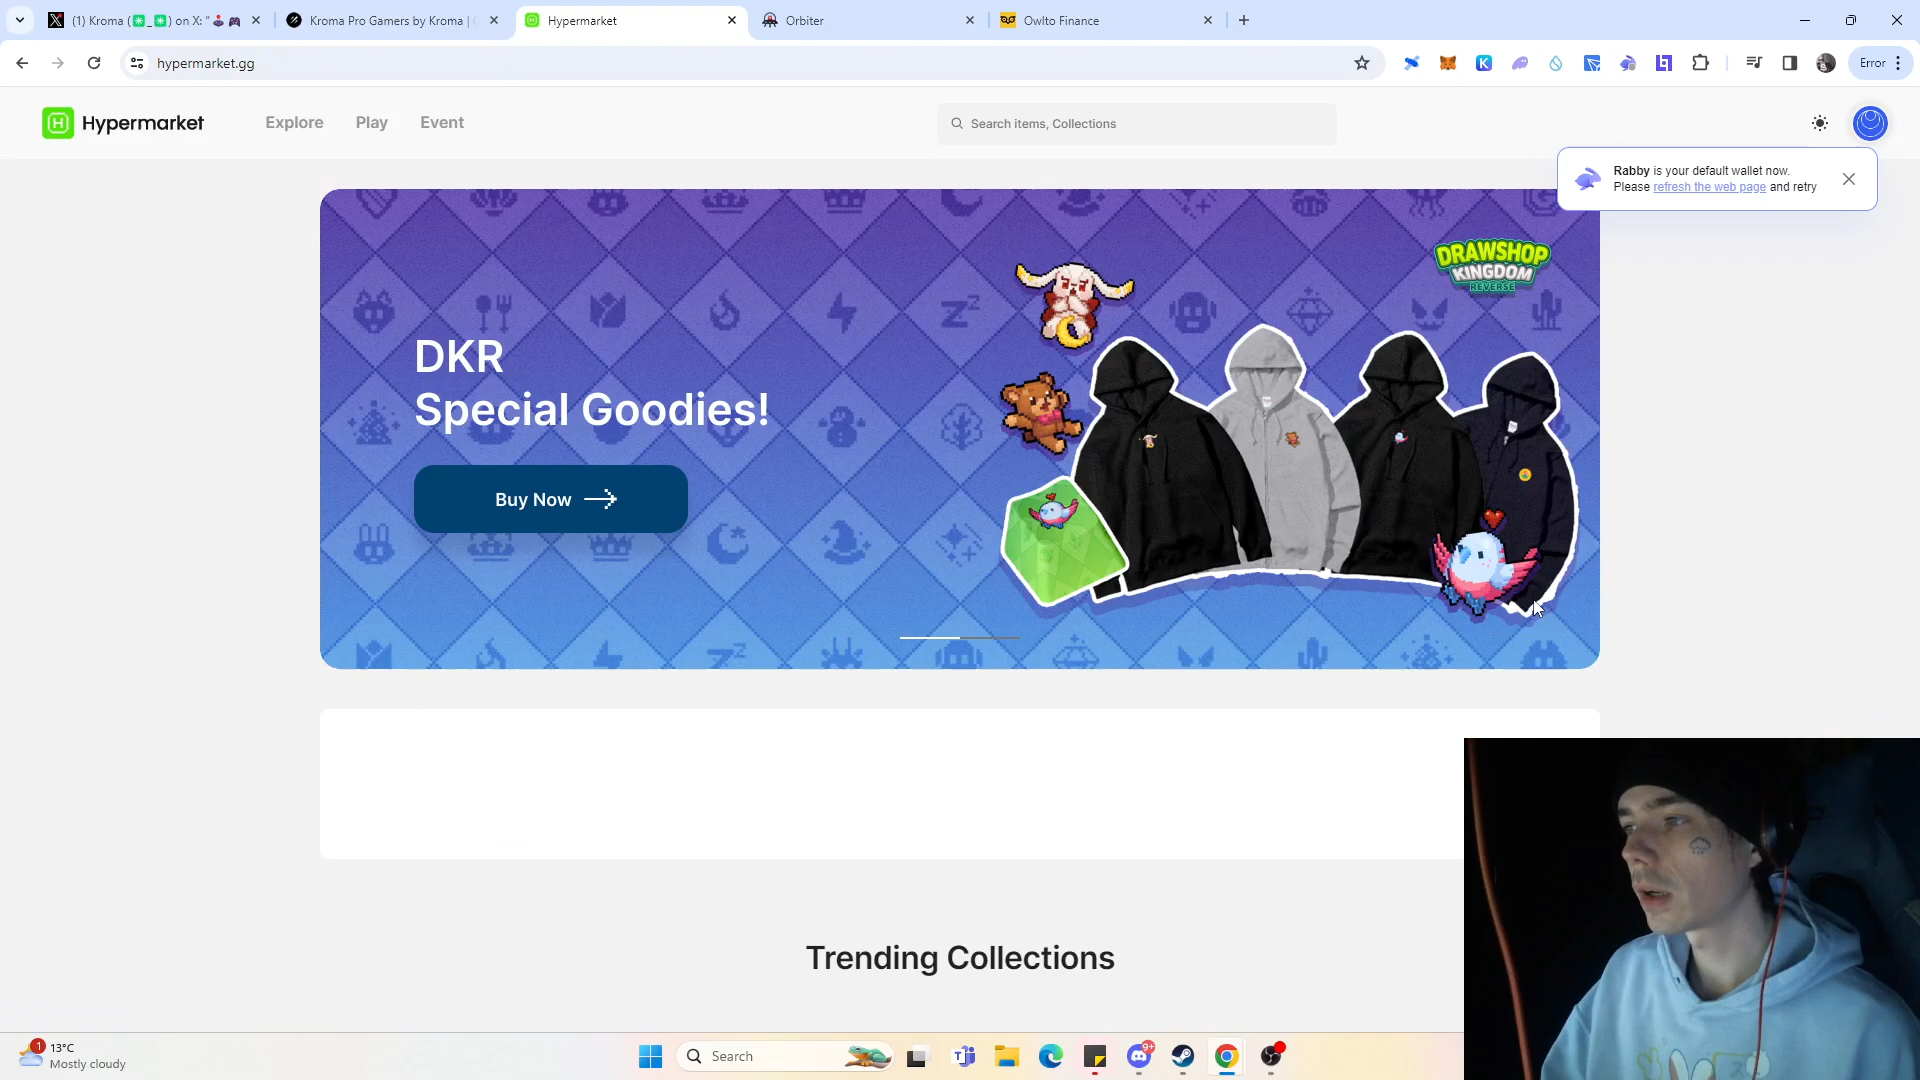 (1) Kroma (✳️_✳️) on X: "🕹️ 🎮
Kroma Pro Gamers by Kroma |
Hypermarket
Orbiter
Owlto Finance
hypermarket.gg
Error
Hypermarket
Explore
Play
Event
Search items, Collections
Rabby is your default wallet now.
Please refresh the web page and retry
DRAWSHOP
KINGDOM
REVERSE
DKR
Special Goodies!
Buy Now
Trending Collections
1
13°C
Mostly cloudy
Search
9+